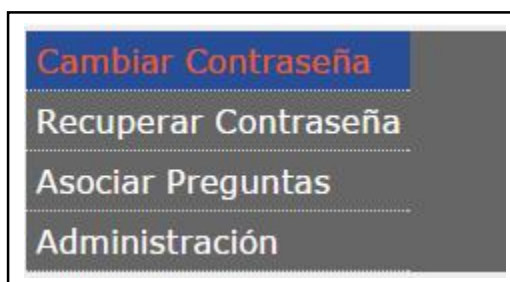 Cambiar Contraseña
Recuperar Contraseña
Asociar Preguntas
Administración